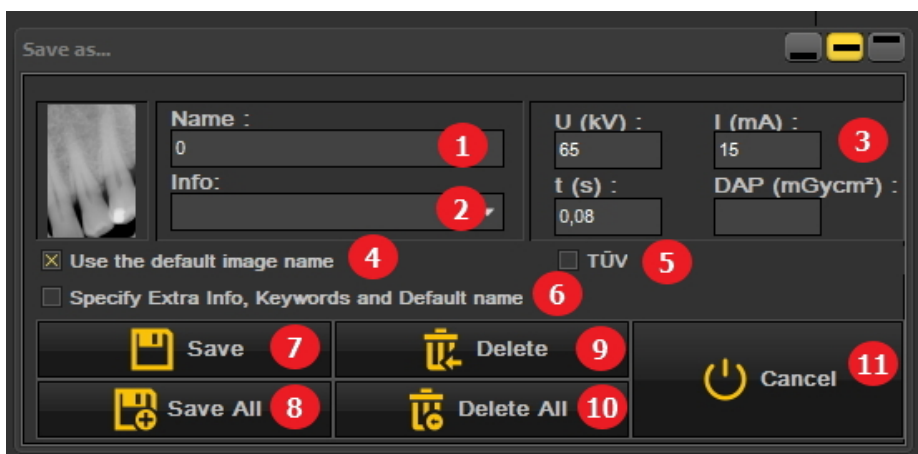 Save as...
Name :
0
1
Info:
2
U (kV) :
65
I (mA) :
15
3
t (s) :
0,08
DAP (mGycm²) :
Use the default image name
4
TŪV
5
Specify Extra Info, Keywords and Default name
6
Save
7
Delete
9
Cancel
11
Save All
8
Delete All
10